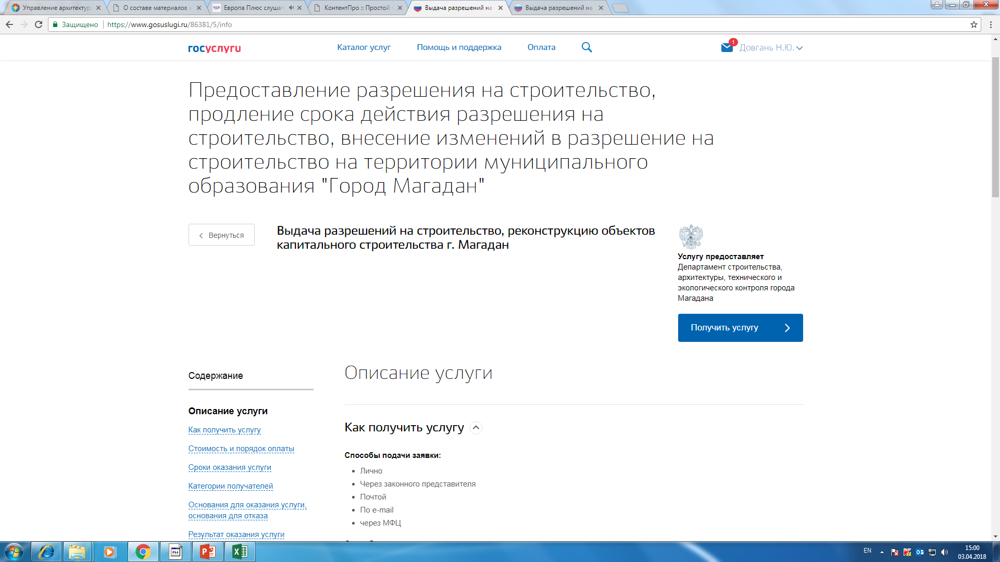 Управление архитектур
О составе материалов и
Европа Плюс слушат
КонтентПро :: Простой
Выдача разрешений на
Выдача разрешений на
Защищено
https://www.gosuslugi.ru/86381/5/info
госуслуги
Каталог услуг
Помощь и поддержка
Оплата
1
Довгань Н.Ю.
Предоставление разрешения на строительство,
продление срока действия разрешения на
строительство, внесение изменений в разрешение на
строительство на территории муниципального
образования "Город Магадан"
Вернуться
Выдача разрешений на строительство, реконструкцию объектов
капитального строительства г. Магадан
Услугу предоставляет
Департамент строительства,
архитектуры, технического и
экологического контроля города
Магадана
Получить услугу
Содержание
Описание услуги
Как получить услугу
Стоимость и порядок оплаты
Сроки оказания услуги
Категории получателей
Основания для оказания услуги,
основания для отказа
Результат оказания услуги
Описание услуги
Как получить услугу
Способы подачи заявки:
Лично
Через законного представителя
Почтой
По e-mail
через МФЦ
EN
15:00
03.04.2018